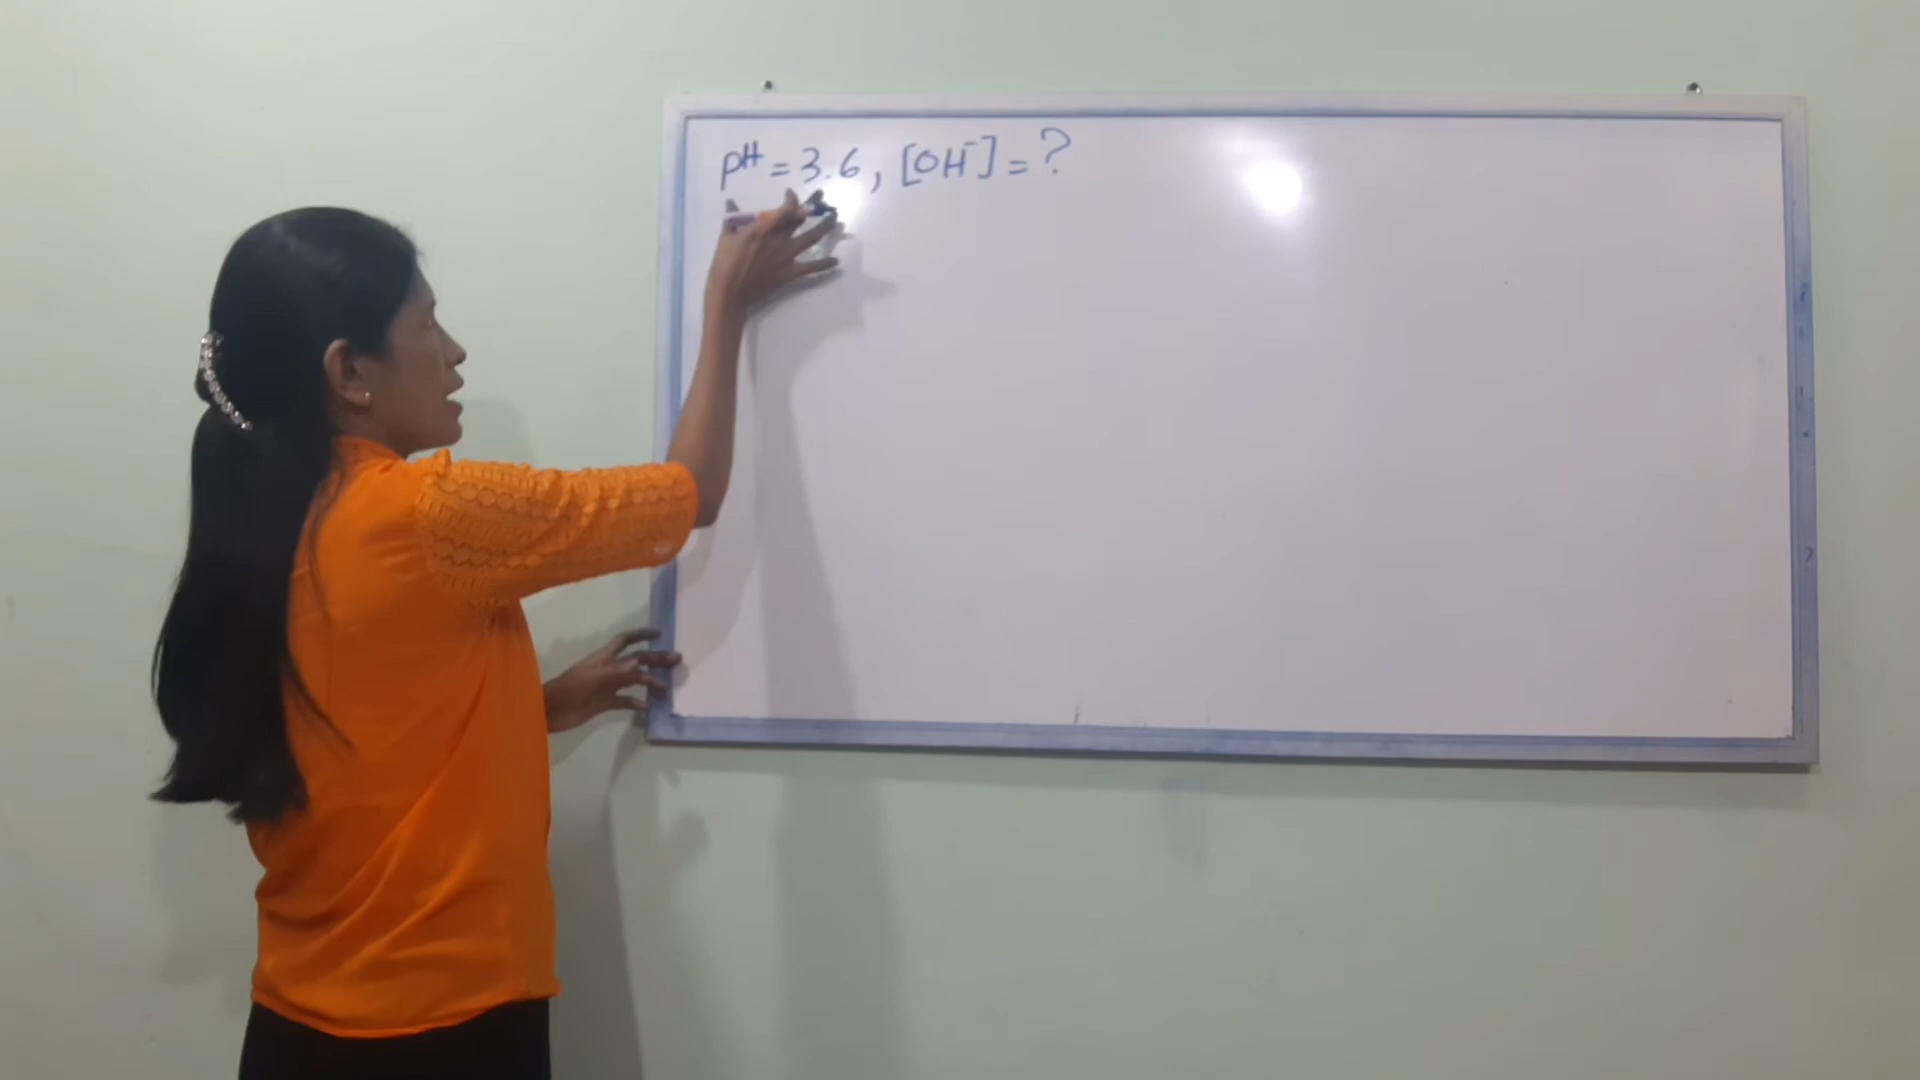 pH = 3.6, [OH⁻] = ?